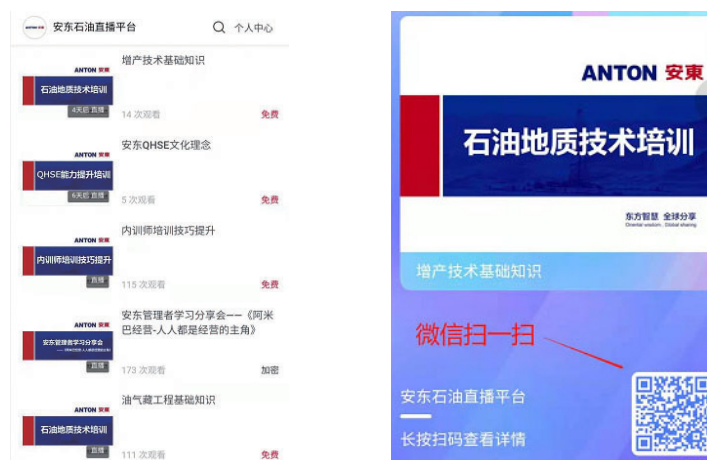 安东石油直播平台
个人中心
ANTON 安東
石油地质技术培训
4天后 直播
增产技术基础知识
14 次观看
免费
ANTON 安東
QHSE能力提升培训
6天后 直播
安东QHSE文化理念
5 次观看
免费
ANTON 安東
内训师培训技巧提升
直播
内训师培训技巧提升
115 次观看
免费
ANTON 安東
安东管理者学习分享会
直播
安东管理者学习分享会——《阿米
巴经营-人人都是经营的主角》
173 次观看
加密
ANTON 安東
石油地质技术培训
直播
油气藏工程基础知识
111 次观看
免费
ANTON 安東
石油地质技术培训
东方智慧 全球分享
Oriental wisdom, Global sharing
增产技术基础知识
微信扫一扫
安东石油直播平台
长按扫码查看详情